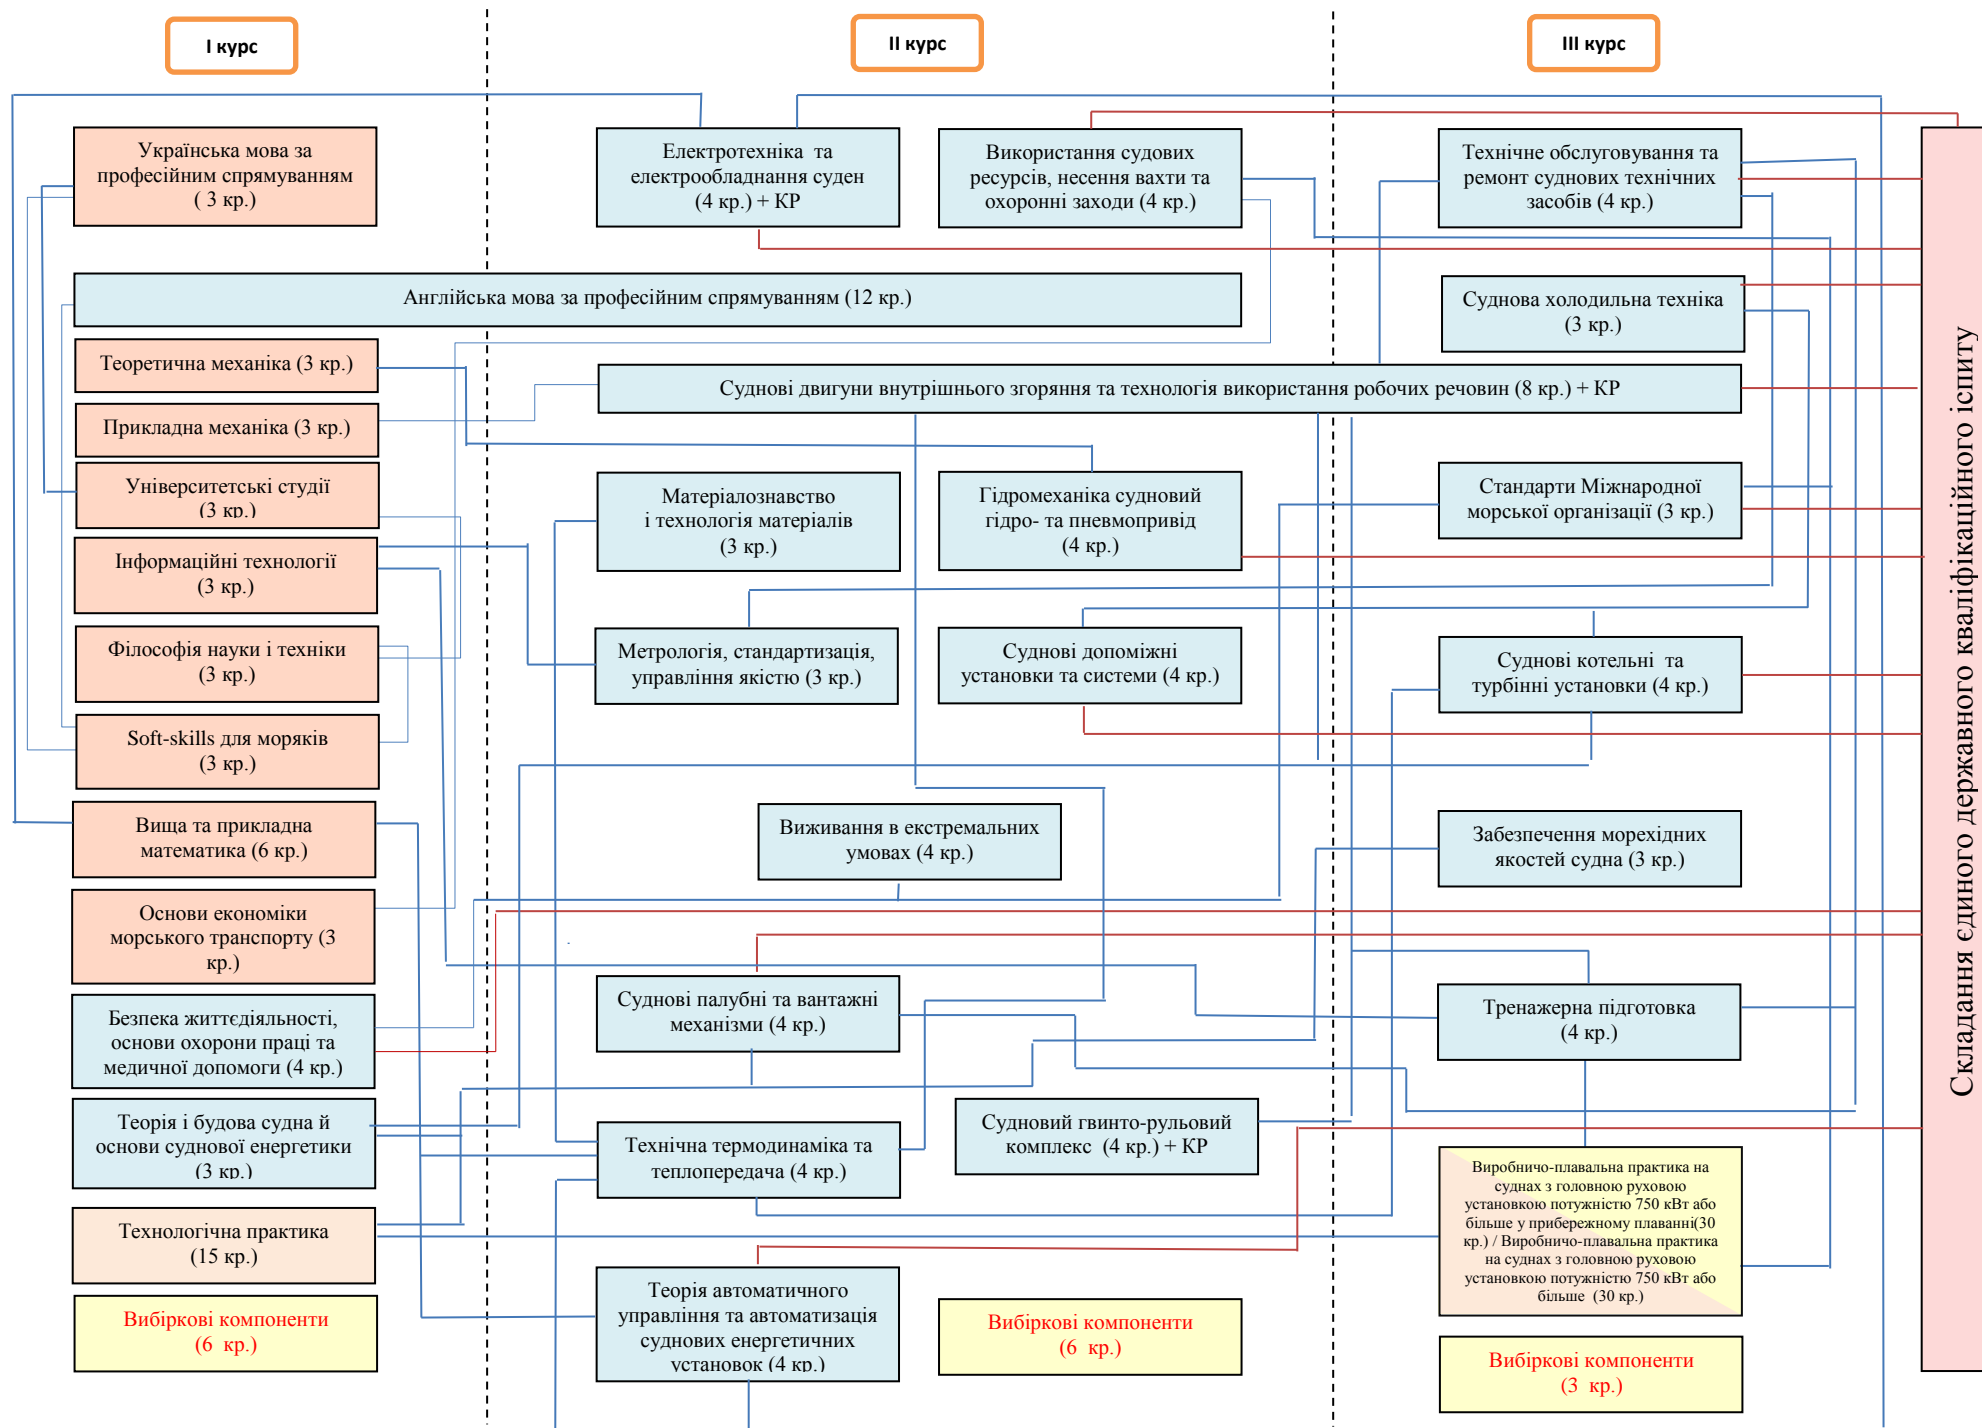 І курс
ІІ курс
ІІІ курс
Українська мова за
професійним спрямуванням
( 3 кр.)
Електротехніка та
електрообладнання суден
(4 кр.) + КР
Використання судових
ресурсів, несення вахти та
охоронні заходи (4 кр.)
Технічне обслуговування та
ремонт суднових технічних
засобів (4 кр.)
Англійська мова за професійним спрямуванням (12 кр.)
Суднова холодильна техніка
(3 кр.)
Теоретична механіка (3 кр.)
Суднові двигуни внутрішнього згоряння та технологія використання робочих речовин (8 кр.) + КР
Прикладна механіка (3 кр.)
Університетські студії
(3 кр.)
Матеріалознавство
і технологія матеріалів
(3 кр.)
Гідромеханіка судновий
гідро- та пневмопривід
(4 кр.)
Стандарти Міжнародної
морської організації (3 кр.)
Інформаційні технології
(3 кр.)
Філософія науки і техніки
(3 кр.)
Метрологія, стандартизація,
управління якістю (3 кр.)
Суднові допоміжні
установки та системи (4 кр.)
Суднові котельні та
турбінні установки (4 кр.)
Soft-skills для моряків
(3 кр.)
Вища та прикладна
математика (6 кр.)
Виживання в екстремальних
умовах (4 кр.)
Забезпечення морехідних
якостей судна (3 кр.)
Основи економіки
морського транспорту (3
кр.)
Безпека життєдіяльності,
основи охорони праці та
медичної допомоги (4 кр.)
Суднові палубні та вантажні
механізми (4 кр.)
Тренажерна підготовка
(4 кр.)
Теорія і будова судна й
основи суднової енергетики
(3 кр.)
Технічна термодинаміка та
теплопередача (4 кр.)
Судновий гвинто-рульовий
комплекс (4 кр.) + КР
Виробничо-плавальна практика на
суднах з головною руховою
установкою потужністю 750 кВт або
більше у прибережному плаванні(30
кр.) / Виробничо-плавальна практика
на суднах з головною руховою
установкою потужністю 750 кВт або
більше (30 кр.)
Технологічна практика
(15 кр.)
Теорія автоматичного
управління та автоматизація
суднових енергетичних
установок (4 кр.)
Вибіркові компоненти
(6 кр.)
Вибіркові компоненти
(6 кр.)
Вибіркові компоненти
(3 кр.)
Складання єдиного державного кваліфікаційного іспиту